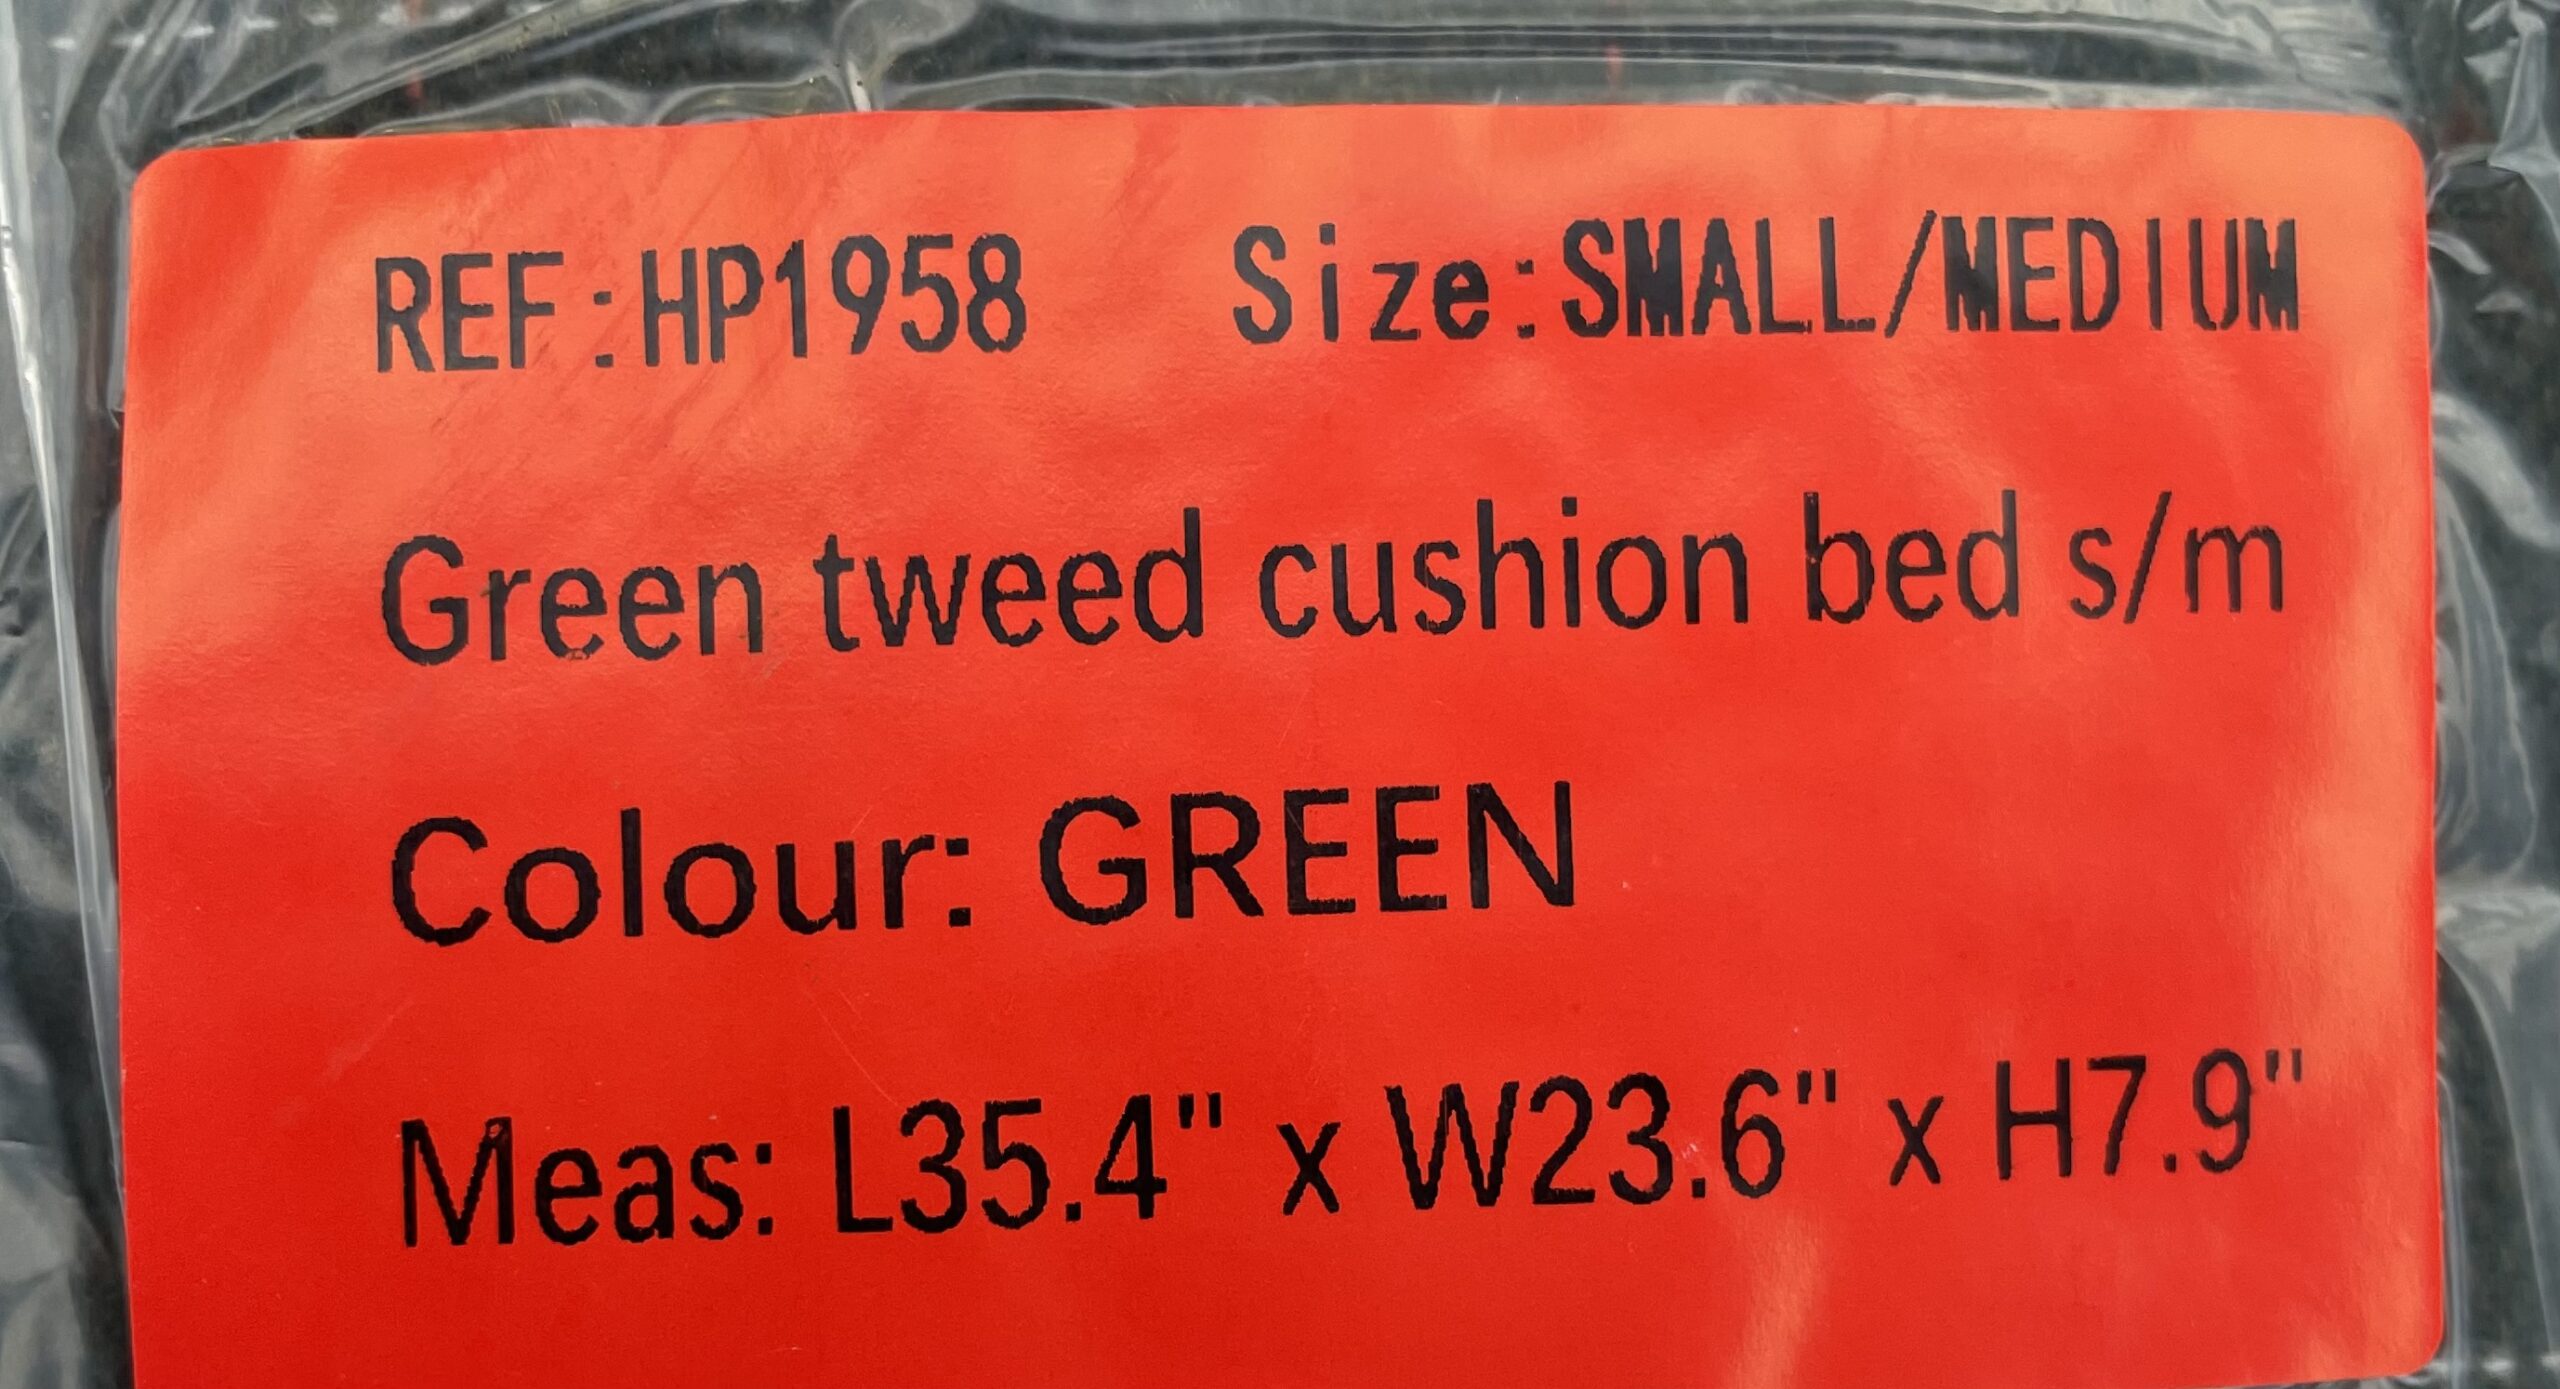 REF:HP1958 Size:SMALL/MEDIUM
Green tweed cushion bed s/m
Colour: GREEN
Meas: L35.4" x W23.6" x H7.9"